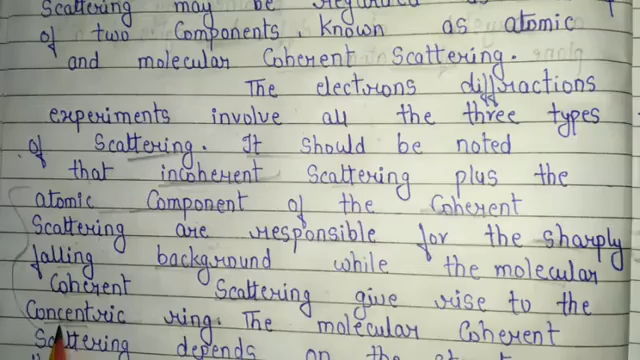 Scattering may be regarded as
of two Components. Known as atomic
and molecular Coherent Scattering.
The electrons diffractions
experiments involve all the three types
of Scattering. It should be noted
that incoherent Scattering plus the
atomic Component of the Coherent
Scattering are responsible for the sharply
falling background while the molecular
Coherent Scattering give rise to the
Concentric ring. The molecular Coherent
Scattering depends on the